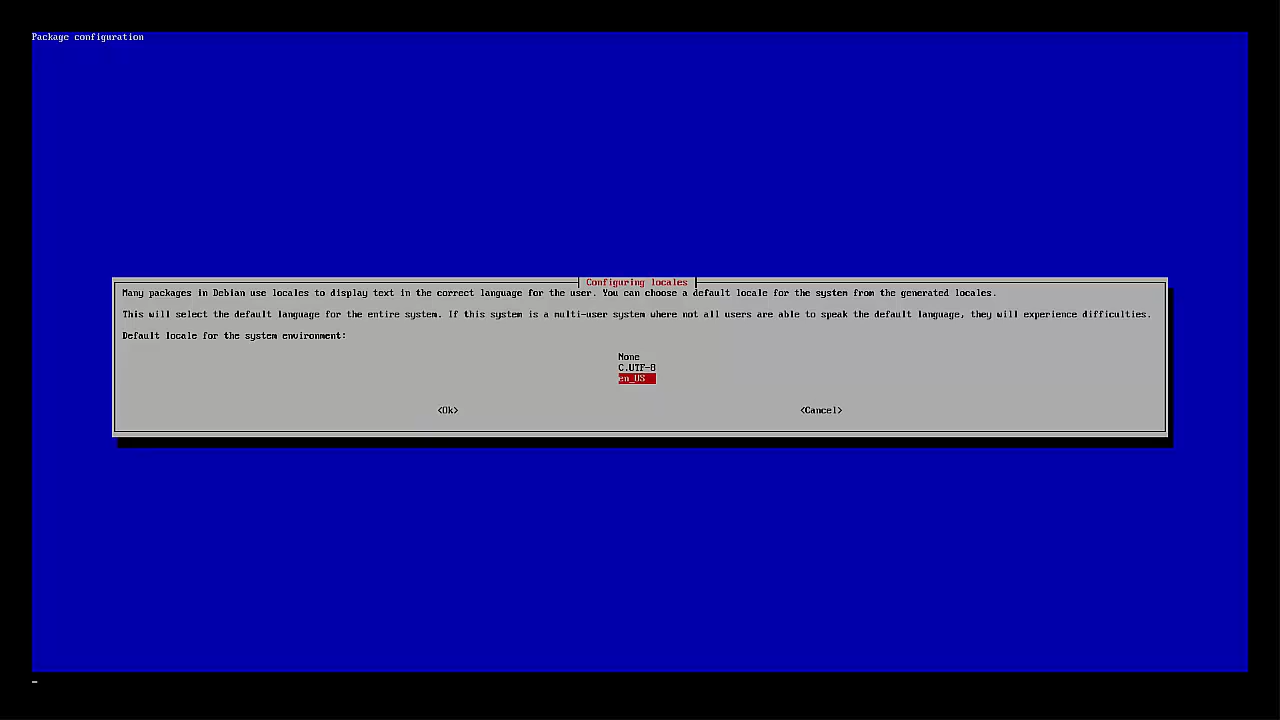 Package configuration
Configuring locales
Many packages in Debian use locales to display text in the correct language for the user. You can choose a default locale for the system from the generated locales.
This will select the default language for the entire system. If this system is a multi-user system where not all users are able to speak the default language, they will experience difficulties.
Default locale for the system environment:
None
C.UTF-8
en_US
<Ok> <Cancel>